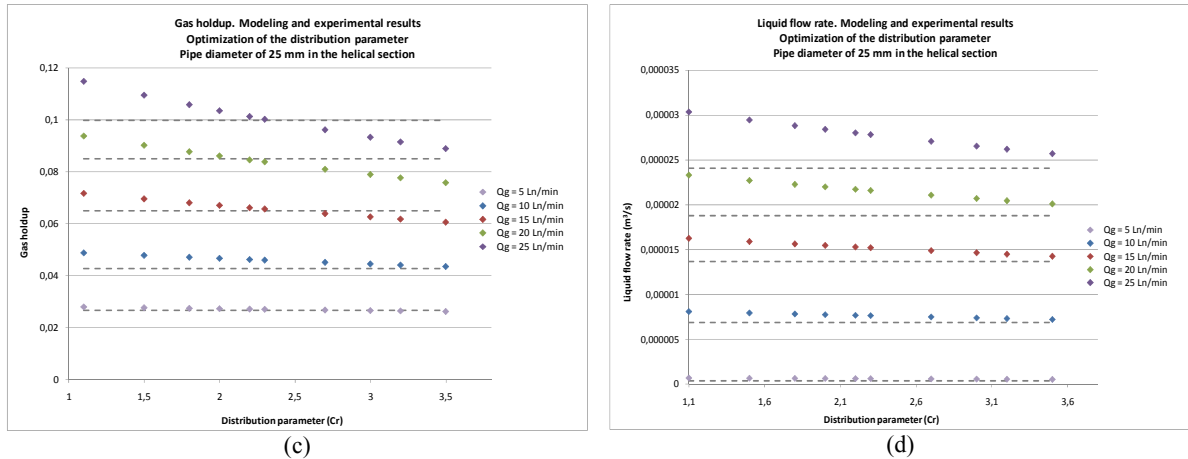 Gas holdup. Modeling and experimental results
Optimization of the distribution parameter
Pipe diameter of 25 mm in the helical section
0,12
0,1
0,08
0,06
0,04
0,02
0
Gas holdup
1
1,5
2
2,5
3
3,5
Distribution parameter (Cr)
Qg = 5 Ln/min
Qg = 10 Ln/min
Qg = 15 Ln/min
Qg = 20 Ln/min
Qg = 25 Ln/min
(c)
Liquid flow rate. Modeling and experimental results
Optimization of the distribution parameter
Pipe diameter of 25 mm in the helical section
0,000035
0,00003
0,000025
0,00002
0,000015
0,00001
0,000005
0
Liquid flow rate (m³/s)
1,1
1,6
2,1
2,6
3,1
3,6
Distribution parameter (Cr)
Qg = 5 Ln/min
Qg = 10 Ln/min
Qg = 15 Ln/min
Qg = 20 Ln/min
Qg = 25 Ln/min
(d)